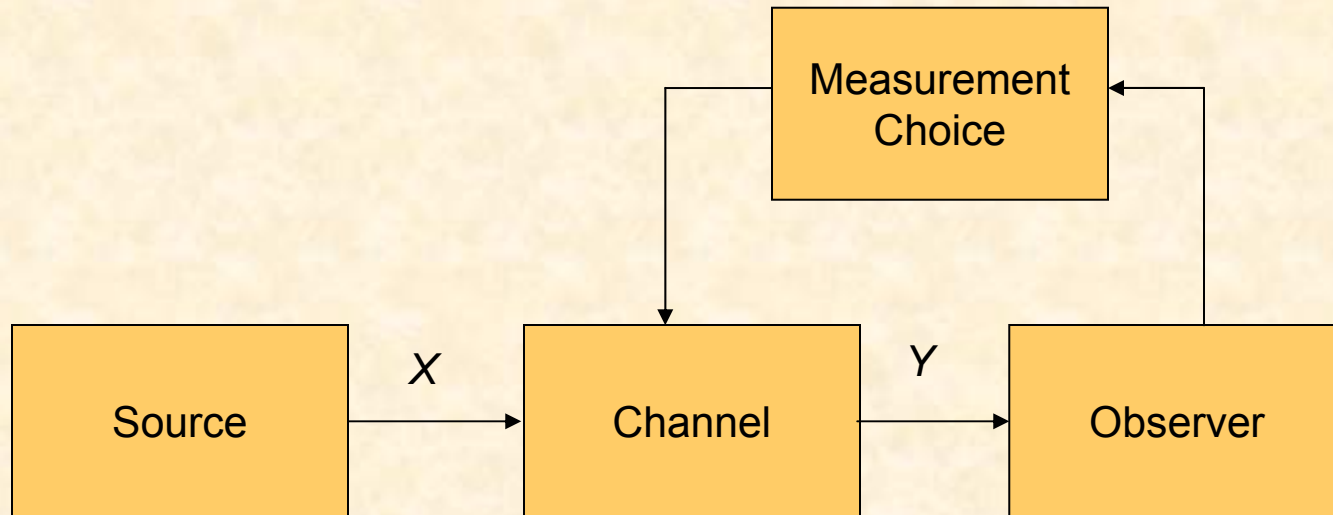 Measurement
Choice
X
Y
Source
Channel
Observer